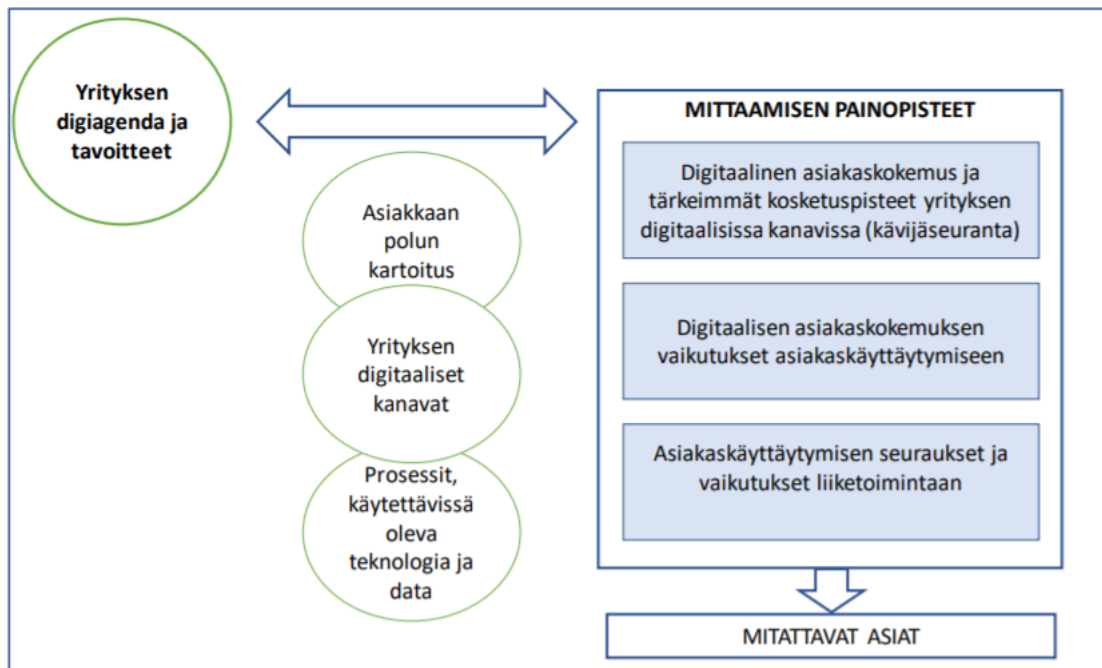 Yrityksen
digiagenda ja
tavoitteet
Asiakkaan
polun
kartoitus
Yrityksen
digitaaliset
kanavat
Prosessit,
käytettävissä
oleva
teknologia ja
data
MITTAAMISEN PAINOPISTEET
Digitaalinen asiakaskokemus ja
tärkeimmät kosketuspisteet yrityksen
digitaalisissa kanavissa (kävijäseuranta)
Digitaalisen asiakaskokemuksen
vaikutukset asiakaskäyttäytymiseen
Asiakaskäyttäytymisen seuraukset ja
vaikutukset liiketoimintaan
MITATTAVAT ASIAT